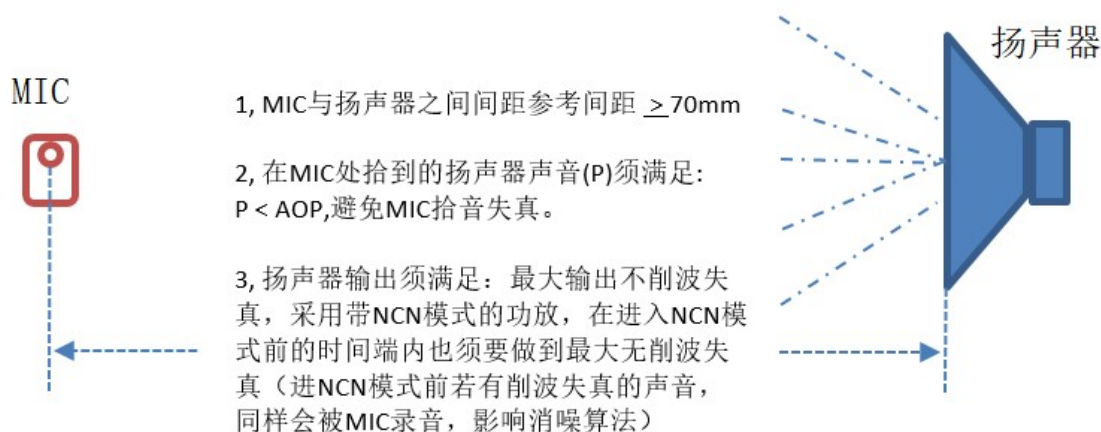 扬声器
MIC
1, MIC与扬声器之间间距参考间距 ≥70mm
2, 在MIC处拾到的扬声器声音(P)须满足:
P < AOP,避免MIC拾音失真。
3, 扬声器输出须满足：最大输出不削波失
真，采用带NCN模式的功放，在进入NCN模
式前的时间端内也须要做到最大无削波失
真（进NCN模式前若有削波失真的声音，
同样会被MIC录音，影响消噪算法）